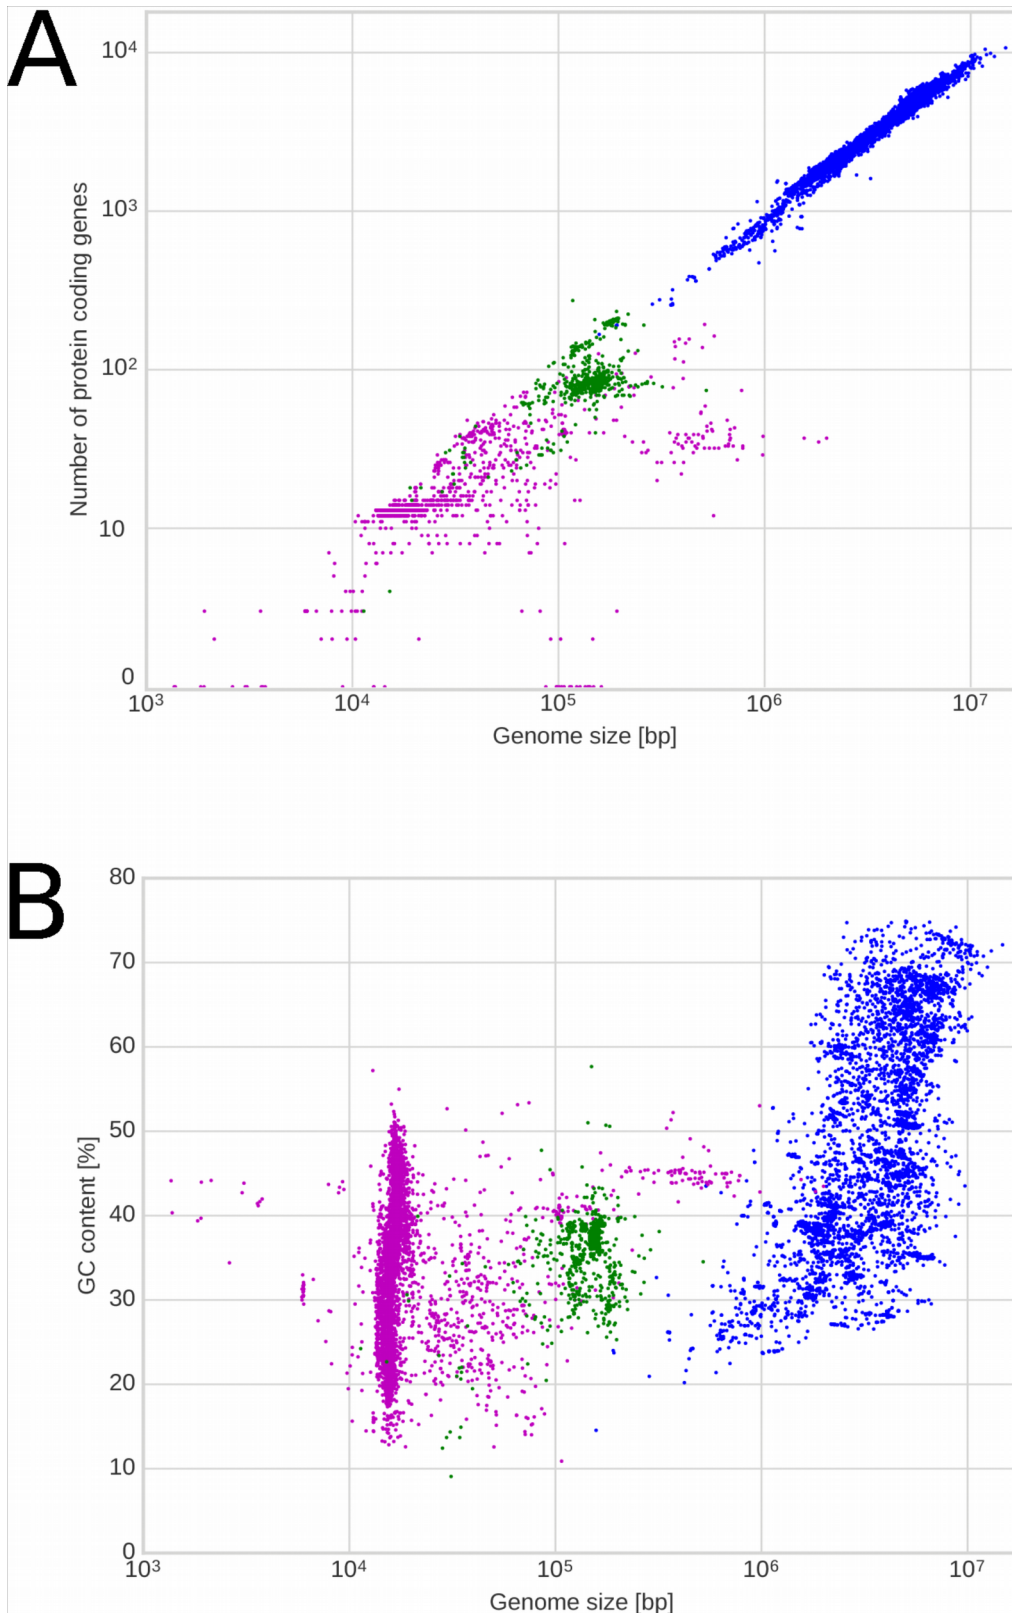 A
10⁴
10³
10²
10
0
Number of protein coding genes
10³ 10⁴ 10⁵ 10⁶ 10⁷
Genome size [bp]
B
80
70
60
50
40
30
20
10
0
GC content [%]
10³ 10⁴ 10⁵ 10⁶ 10⁷
Genome size [bp]